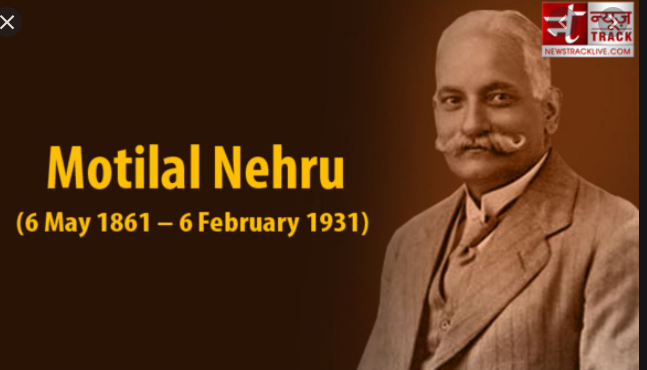 न्यूज़
TRACK
NEWSTRACKLIVE.COM
Motilal Nehru
(6 May 1861 – 6 February 1931)